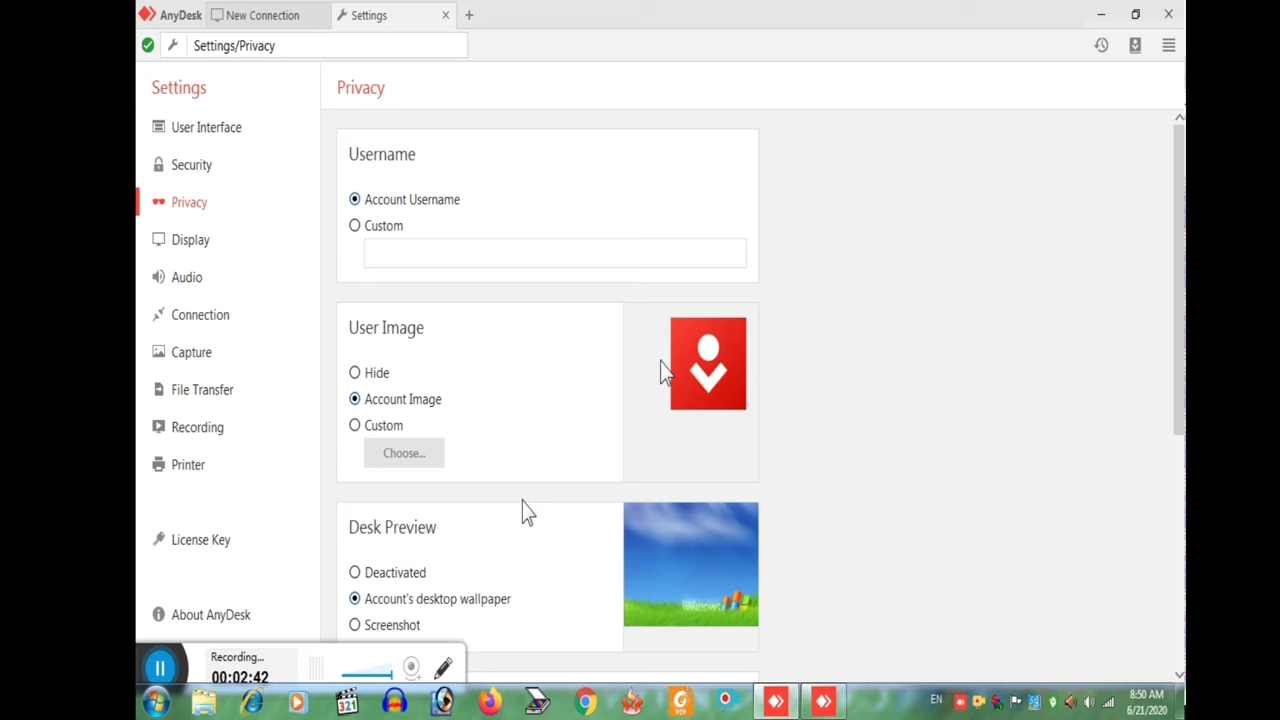 AnyDesk
New Connection
Settings
Settings/Privacy
Settings
User Interface
Security
Privacy
Display
Audio
Connection
Capture
File Transfer
Recording
Printer
License Key
About AnyDesk
Privacy
Username
Account Username
Custom
User Image
Hide
Account Image
Custom
Choose...
Desk Preview
Deactivated
Account's desktop wallpaper
Screenshot
Recording...
00:02:42
321
PDF
EN
8:50 AM
6/21/2020